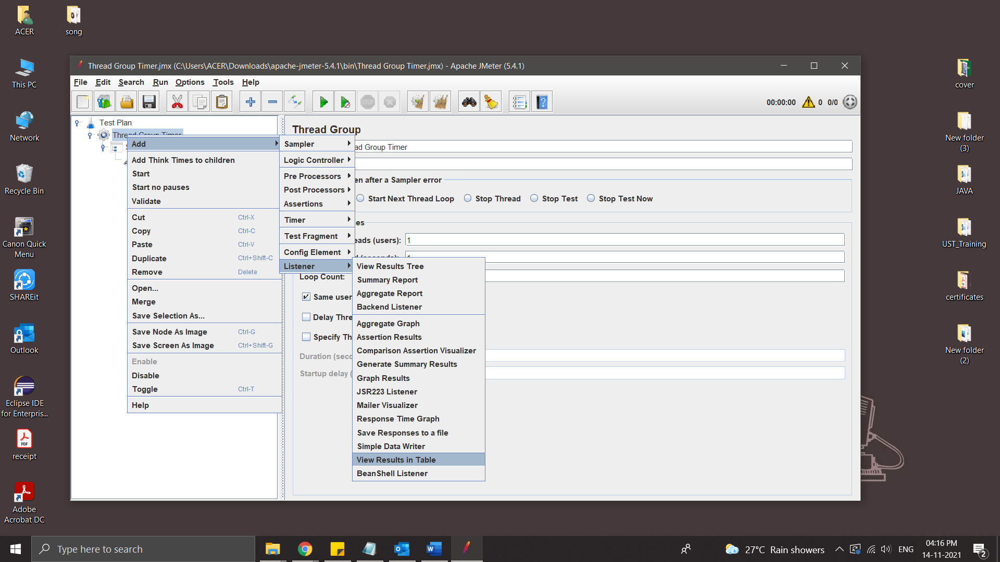 ACER
song
This PC
Network
Recycle Bin
Canon Quick
Menu
SHAREit
Outlook
Eclipse IDE
for Enterpris...
receipt
Adobe
Acrobat DC
Thread Group Timer.jmx (C:\Users\ACER\Downloads\apache-jmeter-5.4.1\bin\Thread Group Timer.jmx) - Apache JMeter (5.4.1)
File Edit Search Run Options Tools Help
STOP
00:00:00 0 0/0
Test Plan
Thread Group Timer
Add
Add Think Times to children
Start
Start no pauses
Validate
Cut Ctrl-X
Copy Ctrl-C
Paste Ctrl-V
Duplicate Ctrl+Shift-C
Remove Delete
Open...
Merge
Save Selection As...
Save Node As Image Ctrl-G
Save Screen As Image Ctrl+Shift-G
Enable
Disable
Toggle Ctrl-T
Help
Sampler
Logic Controller
Pre Processors
Post Processors
Assertions
Timer
Test Fragment
Config Element
Listener
View Results Tree
Summary Report
Aggregate Report
Backend Listener
Aggregate Graph
Assertion Results
Comparison Assertion Visualizer
Generate Summary Results
Graph Results
JSR223 Listener
Mailer Visualizer
Response Time Graph
Save Responses to a file
Simple Data Writer
View Results in Table
BeanShell Listener
Thread Group
ad Group Timer
en after a Sampler error
Start Next Thread Loop Stop Thread Stop Test Stop Test Now
es
eads (users): 1
Loop Count:
Same user
Delay Thre
Specify Th
Duration (seco
Startup delay (
cover
New folder
(3)
JAVA
UST_Training
certificates
New folder
(2)
Type here to search
27°C Rain showers
ENG
04:16 PM
14-11-2021
2